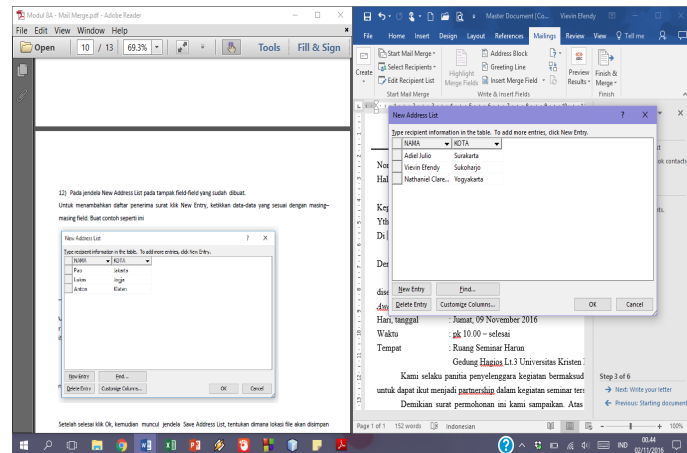 Modul 8A - Mail Merge.pdf - Adobe Reader
File Edit View Window Help
Open 10 / 13 69.3% Tools Fill & Sign
12) Pada jendela New Address List pada tampak field-field yang sudah dibuat.
Untuk menambahkan daftar penerima surat klik New Entry, ketikkan data-data yang sesuai dengan masing-
masing field. Buat contoh seperti ini
New Address List ? X
Type recipient information in the table. To add more entries, click New Entry.
NAMA KOTA
Jakarta
Lukas Jogja
Anton Klaten
New Entry Find...
Delete Entry Customize Columns... OK Cancel
Setelah selesai klik Ok, kemudian muncul jendela Save Address List, tentukan dimana lokasi file akan disimpan
Master Document [Co... Vievin Efendy
File Home Insert Design Layout References Mailings Review View Tell me
Create
Start Mail Merge
Select Recipients
Edit Recipient List
Start Mail Merge
Highlight
Merge Fields
Address Block
Greeting Line
Insert Merge Field
Write & Insert Fields
Preview
Results
Finish &
Merge
Finish
New Address List ? X
Type recipient information in the table. To add more entries, click New Entry.
NAMA KOTA
Adiel Julio Surakarta
Vievin Efendy Sukoharjo
Nathaniel Clare... Yogyakarta
New Entry Find...
Delete Entry Customize Columns... OK Cancel
Hal
Kep
Yth
Di
ok contacts
dise
Hari, tanggal : Jumat, 09 November 2016
Waktu : pk 10.00 – selesai
Tempat : Ruang Seminar Harun
Gedung Hagios Lt.3 Universitas Kristen
Kami selaku panitia penyelenggara kegiatan bermaksud
untuk dapat ikut menjadi partnership dalam kegiatan seminar ters
Demikian surat permohonan ini kami sampaikan. Atas
Step 3 of 6
Next: Write your letter
Previous: Starting document
Page 1 of 1 152 words Indonesian 100%
IND 00.44
02/11/2016